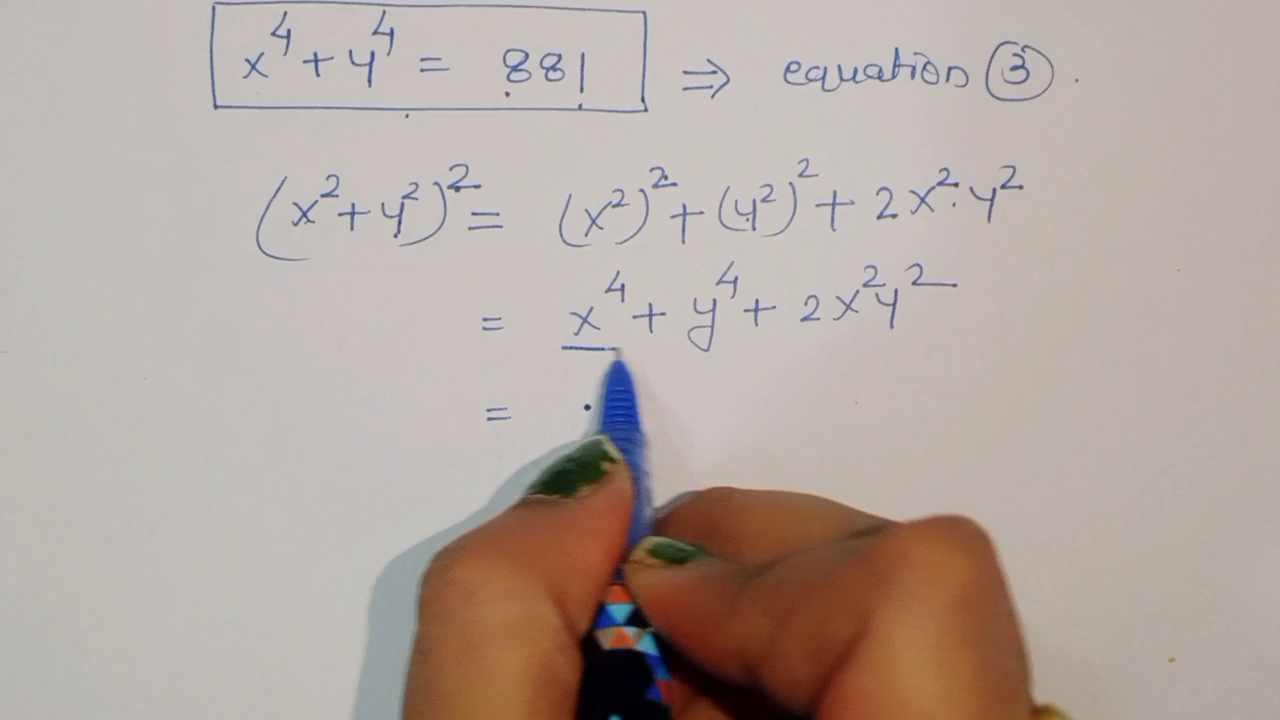 x⁴ + y⁴ = 881 ⇒ equation ③.
(x² + y²)² = (x²)² + (y²)² + 2x²·y²
= x⁴ + y⁴ + 2x²y²
=